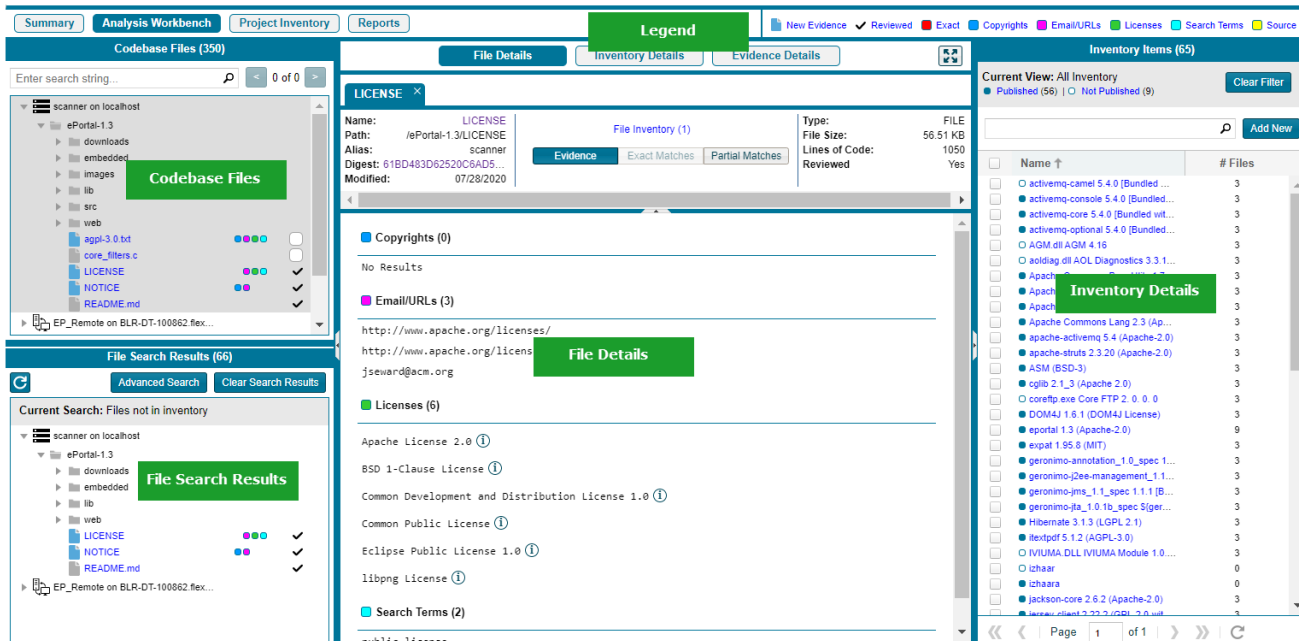 Summary Analysis Workbench Project Inventory Reports
Legend
New Evidence Reviewed Exact Copyrights Email/URLs Licenses Search Terms Source
Codebase Files (350)
Enter search string... < 0 of 0 >
scanner on localhost
ePortal-1.3
downloads
embedded
images
lib
src
web
agpl-3.0.txt
core_filters.c
LICENSE
NOTICE
README.md
EP_Remote on BLR-DT-100862.flex...
Codebase Files
File Search Results (66)
Advanced Search Clear Search Results
Current Search: Files not in inventory
scanner on localhost
ePortal-1.3
downloads
embedded
lib
web
LICENSE
NOTICE
README.md
EP_Remote on BLR-DT-100862.flex...
File Search Results
File Details Inventory Details Evidence Details
LICENSE ×
Name: LICENSE
Path: /ePortal-1.3/LICENSE
Alias: scanner
Digest: 61BD483D62520C6AD5...
Modified: 07/28/2020
File Inventory (1)
Evidence Exact Matches Partial Matches
Type: FILE
File Size: 56.51 KB
Lines of Code: 1050
Reviewed Yes
Copyrights (0)
No Results
Email/URLs (3)
http://www.apache.org/licenses/
http://www.apache.org/licens
jseward@acm.org
File Details
Licenses (6)
Apache License 2.0
BSD 1-Clause License
Common Development and Distribution License 1.0
Common Public License
Eclipse Public License 1.0
libpng License
Search Terms (2)
public license
Inventory Items (65)
Current View: All Inventory
Published (56) | Not Published (9)
Clear Filter
Add New
Name ↑ # Files
activemq-camel 5.4.0 [Bundled ... 3
activemq-console 5.4.0 [Bundled... 3
activemq-core 5.4.0 [Bundled wit... 3
activemq-optional 5.4.0 [Bundled... 3
AGM.dll AGM 4.16 3
aoldiag.dll AOL Diagnostics 3.3.1... 3
Apach 3
Apach 3
Apach 3
Inventory Details
Apache Commons Lang 2.3 (Ap... 3
apache-activemq 5.4 (Apache-2.0) 3
apache-struts 2.3.20 (Apache-2.0) 3
ASM (BSD-3) 3
cglib 2.1_3 (Apache 2.0) 3
coreftp.exe Core FTP 2. 0. 0. 0 3
DOM4J 1.6.1 (DOM4J License) 3
eportal 1.3 (Apache-2.0) 9
expat 1.95.8 (MIT) 3
geronimo-annotation_1.0_spec 1... 3
geronimo-j2ee-management_1.1... 3
geronimo-jms_1.1_spec 1.1.1 [B... 3
geronimo-jta_1.0.1b_spec ${ger... 3
Hibernate 3.1.3 (LGPL 2.1) 3
itextpdf 5.1.2 (AGPL-3.0) 3
IVIUMA.DLL IVIUMA Module 1.0.... 3
izhaar 0
izhaara 0
jackson-core 2.6.2 (Apache-2.0) 3
jersey-client 2.22.2 (GPL-2.0 wit... 3
Page 1 of 1